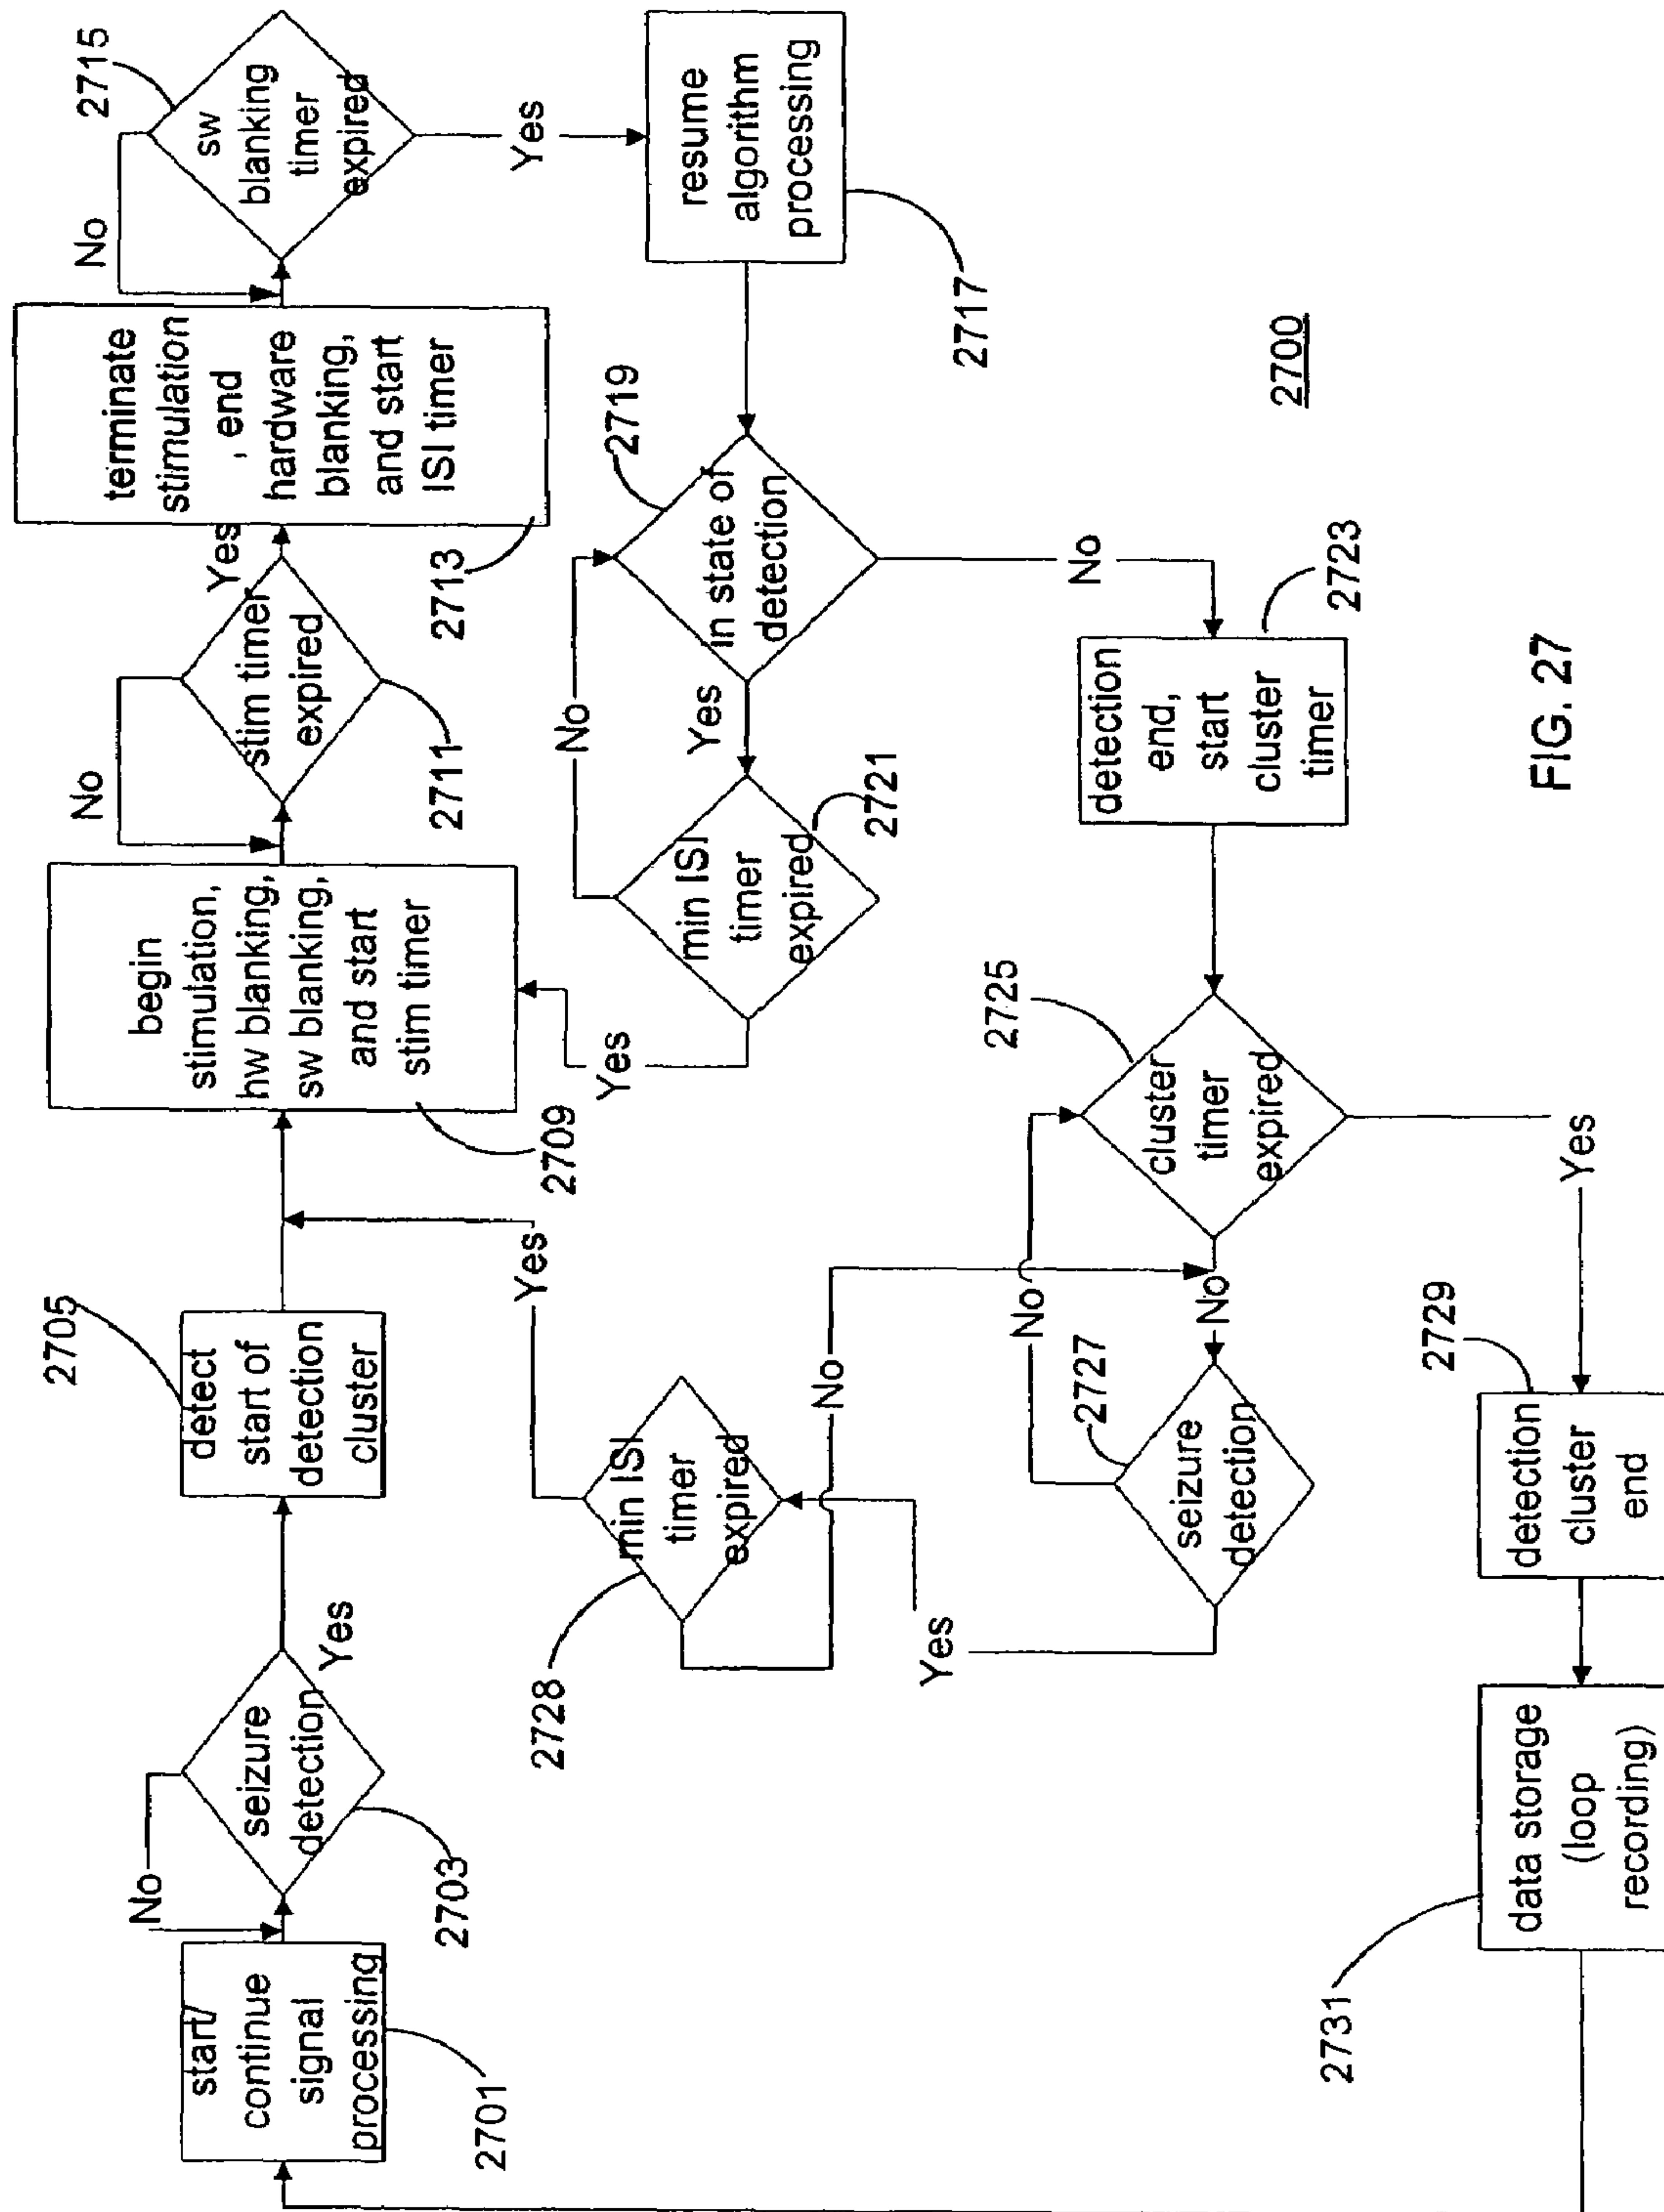 start/
continue
signal
processing
2701
No
seizure
detection
2703
Yes
detect
start of
detection
cluster
2705
begin
stimulation,
hw blanking,
sw blanking,
and start
stim timer
2709
No
stim timer
expired
2711
Yes
terminate
stimulation
, end
hardware
blanking,
and start
ISI timer
2713
No
sw
blanking
timer
expired
2715
Yes
resume
algorithm
processing
2717
in state of
detection
2719
Yes
No
min ISI
timer
expired
2721
No
Yes
detection
end,
start
cluster
timer
2723
cluster
timer
expired
2725
No
Yes
seizure
detection
2727
No
Yes
min ISI
timer
expired
2728
No
Yes
detection
cluster
end
2729
data storage
(loop
recording)
2731
2700
FIG. 27